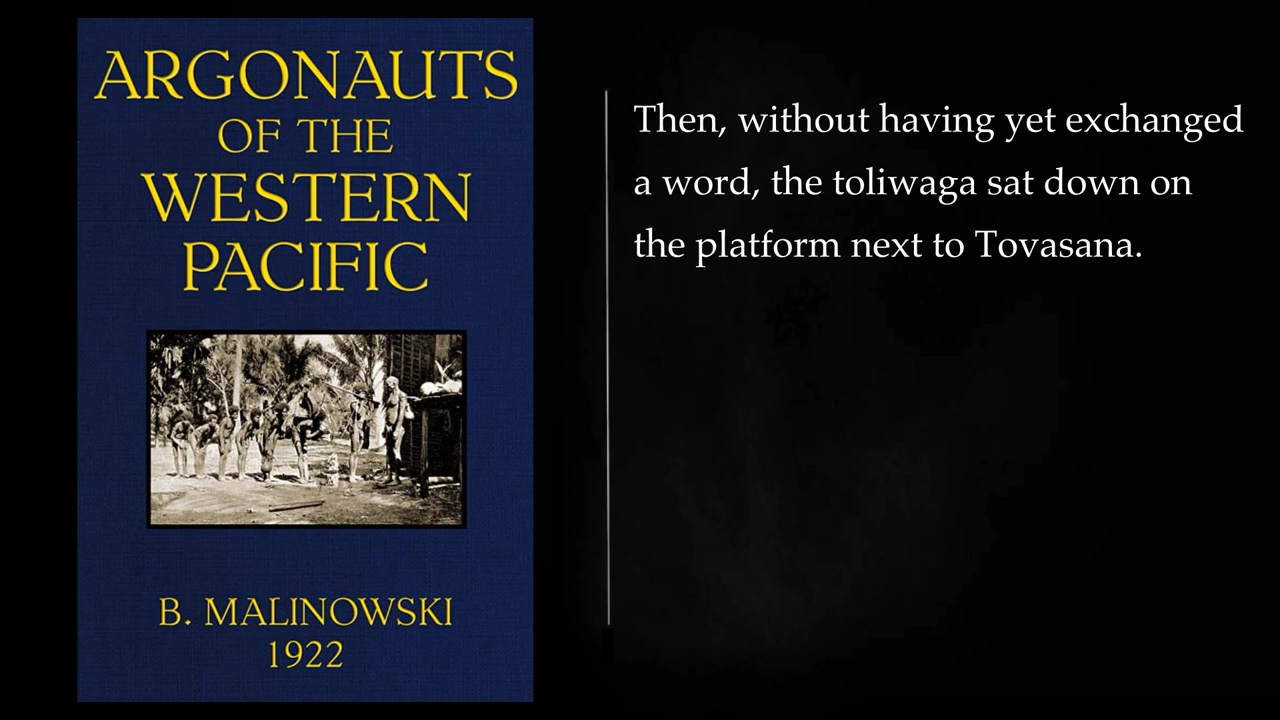 ARGONAUTS
OF THE
WESTERN
PACIFIC
B. MALINOWSKI
1922
Then, without having yet exchanged
a word, the toliwaga sat down on
the platform next to Tovasana.